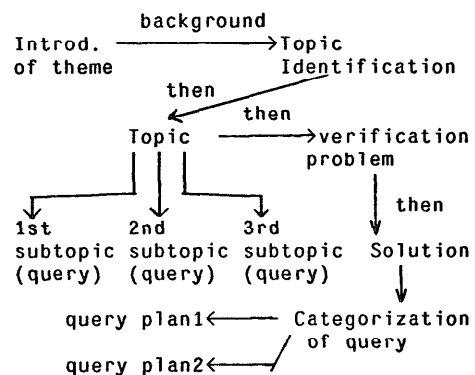 background
Introd. Topic
of theme Identification
then
then
Topic verification
problem
then
1st 2nd 3rd
subtopic subtopic subtopic Solution
(query) (query) (query)
query plan1 Categorization
of query
query plan2